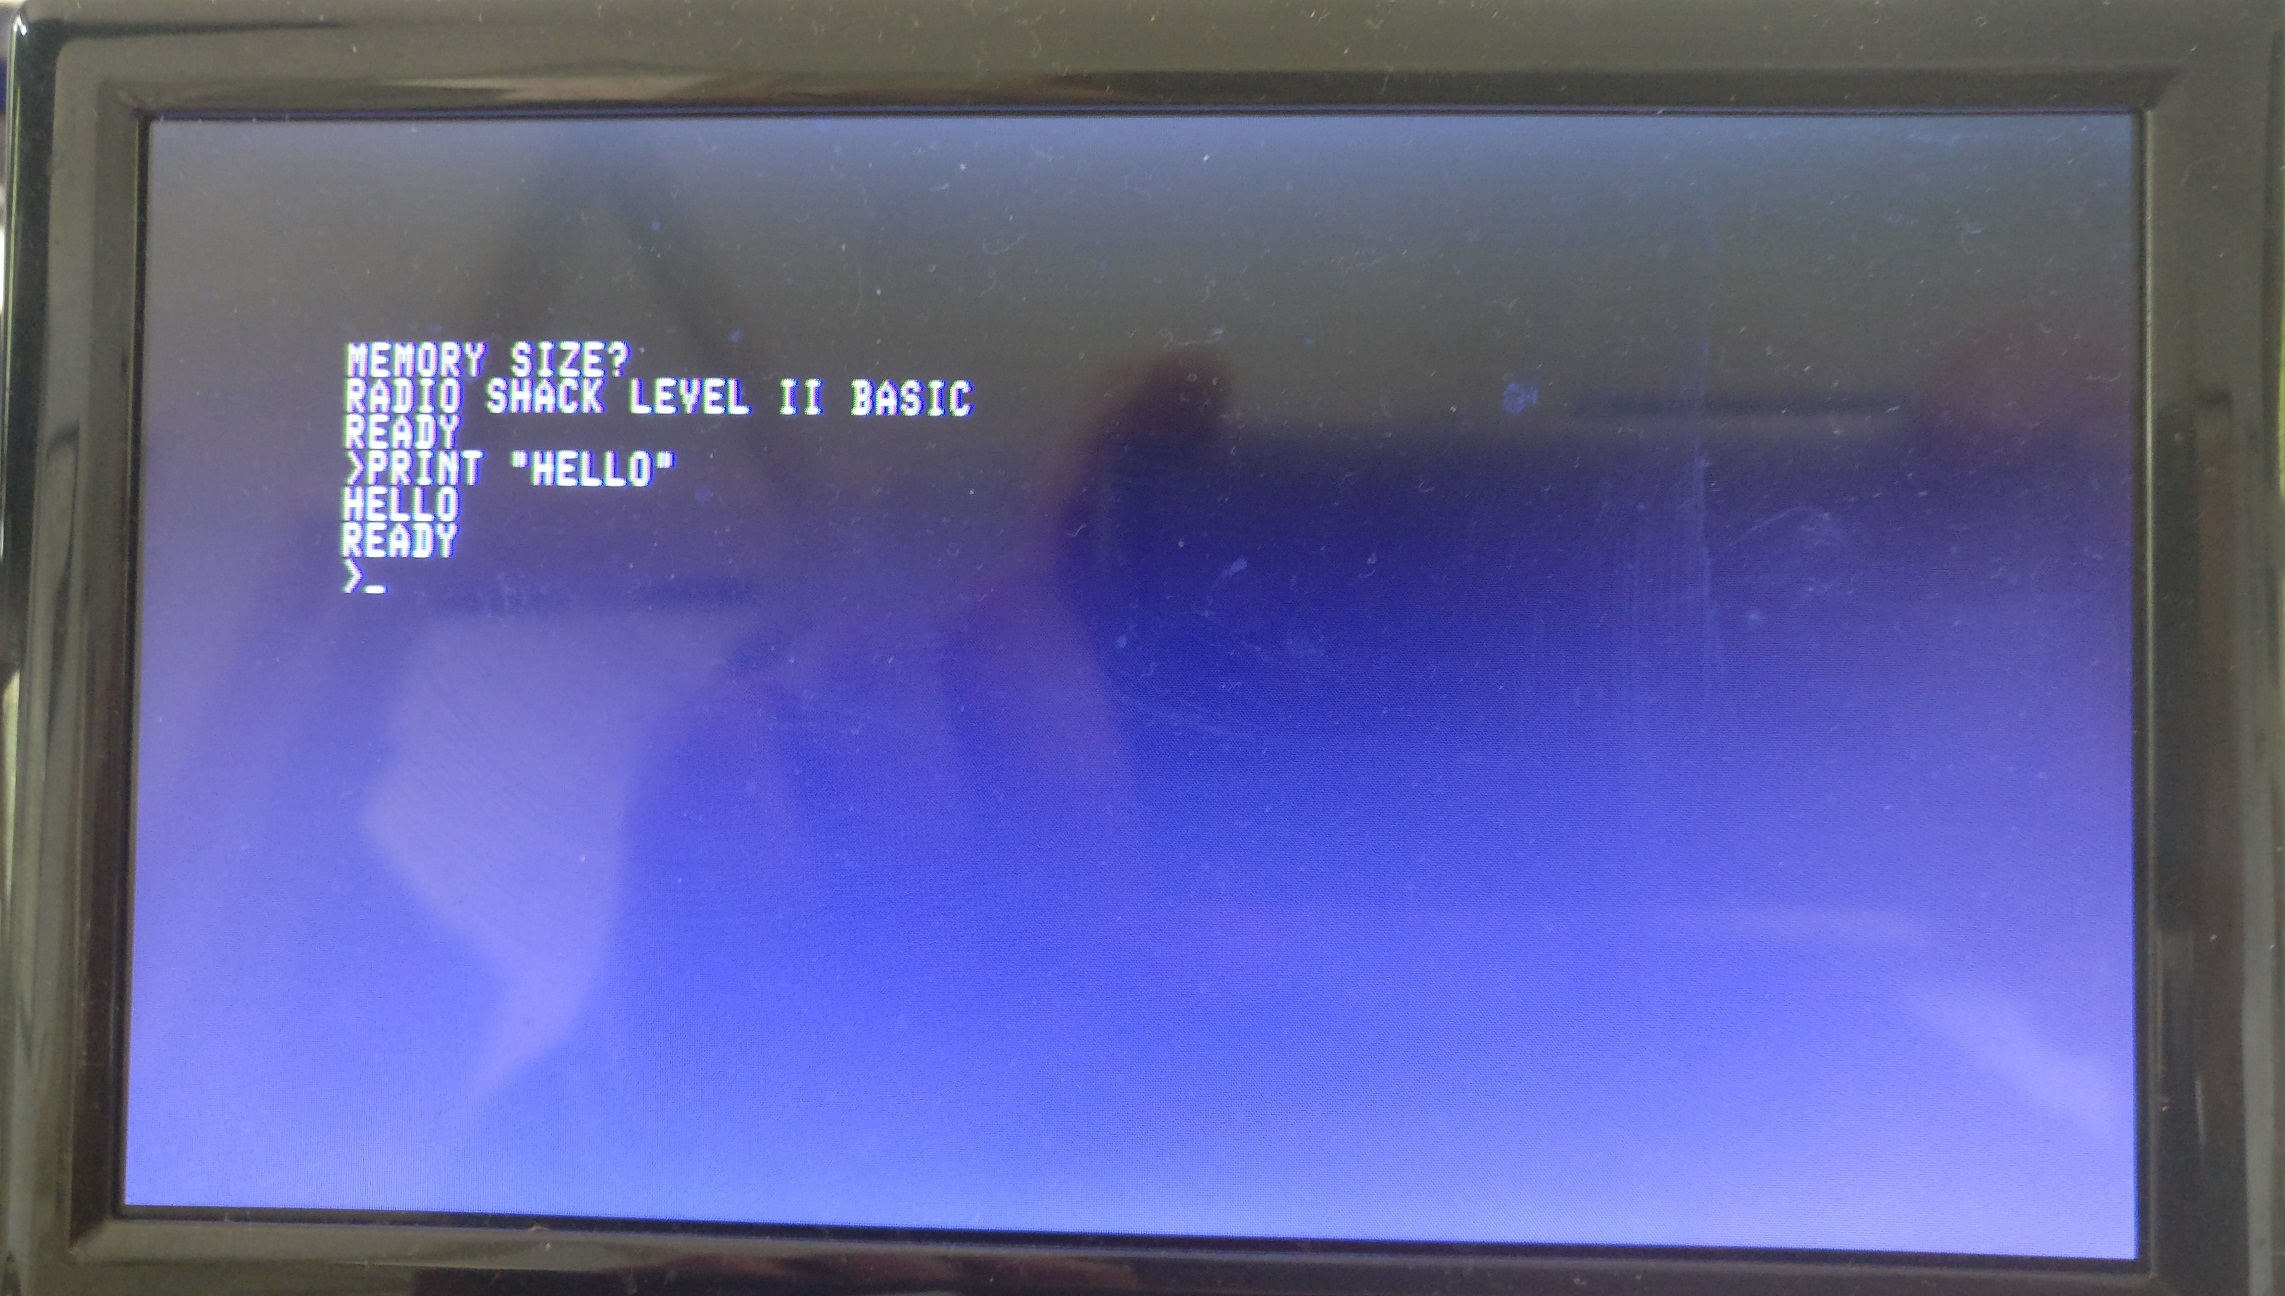 MEMORY SIZE?
RADIO SHACK LEVEL II BASIC
READY
>PRINT "HELLO"
HELLO
READY
>_